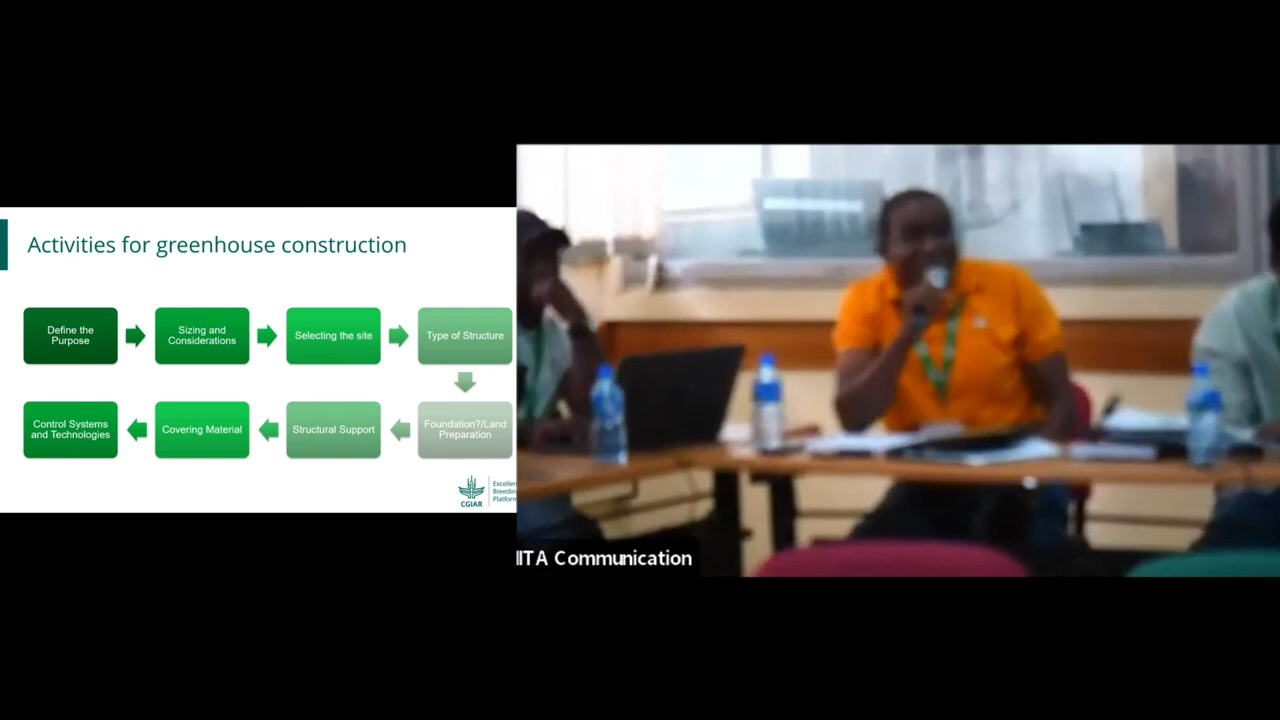 Activities for greenhouse construction
Define the
Purpose
Sizing and
Considerations
Selecting the site
Type of Structure
Control Systems
and Technologies
Covering Material
Structural Support
Foundation?/Land
Preparation
CGIAR
Breeding
IITA Communication